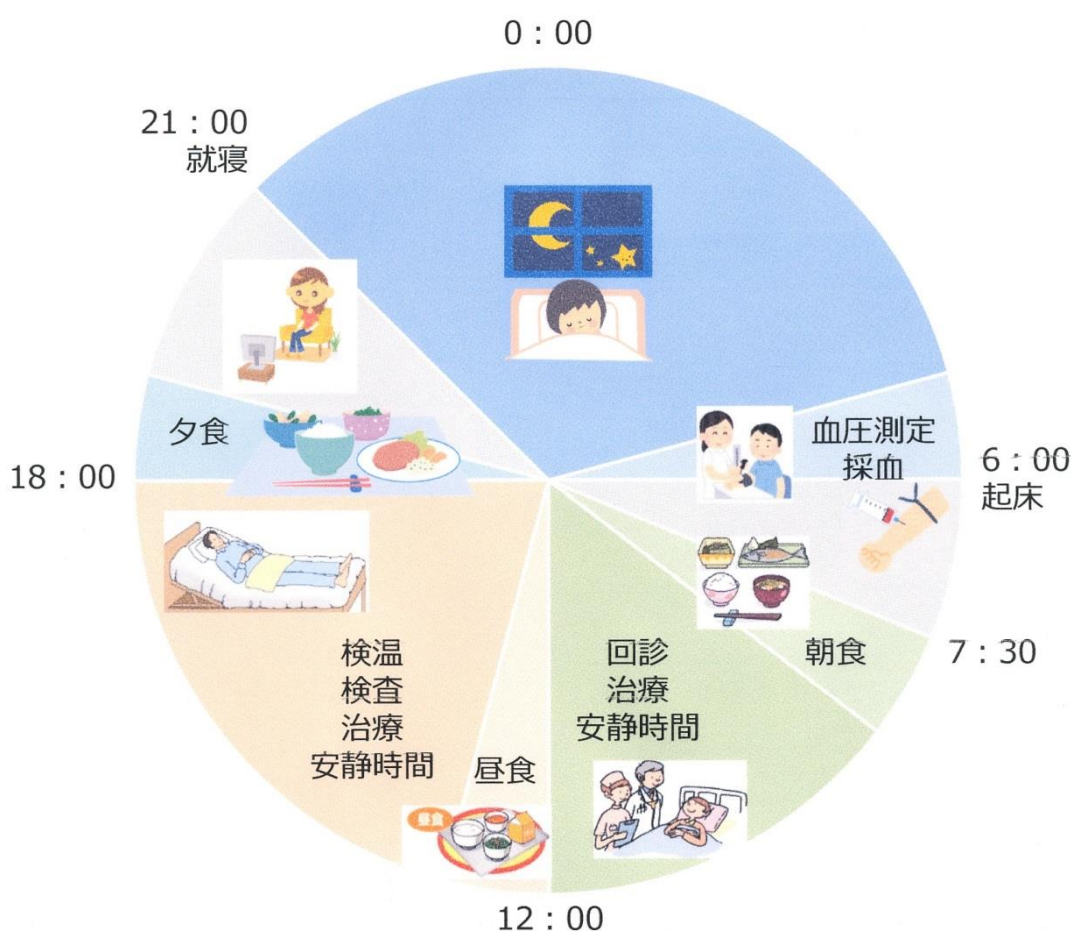 0：00
21：00
就寝
血圧測定
採血
6：00
起床
夕食
18：00
朝食
7：30
回診
治療
安静時間
検温
検査
治療
安静時間
昼食
昼食
12：00